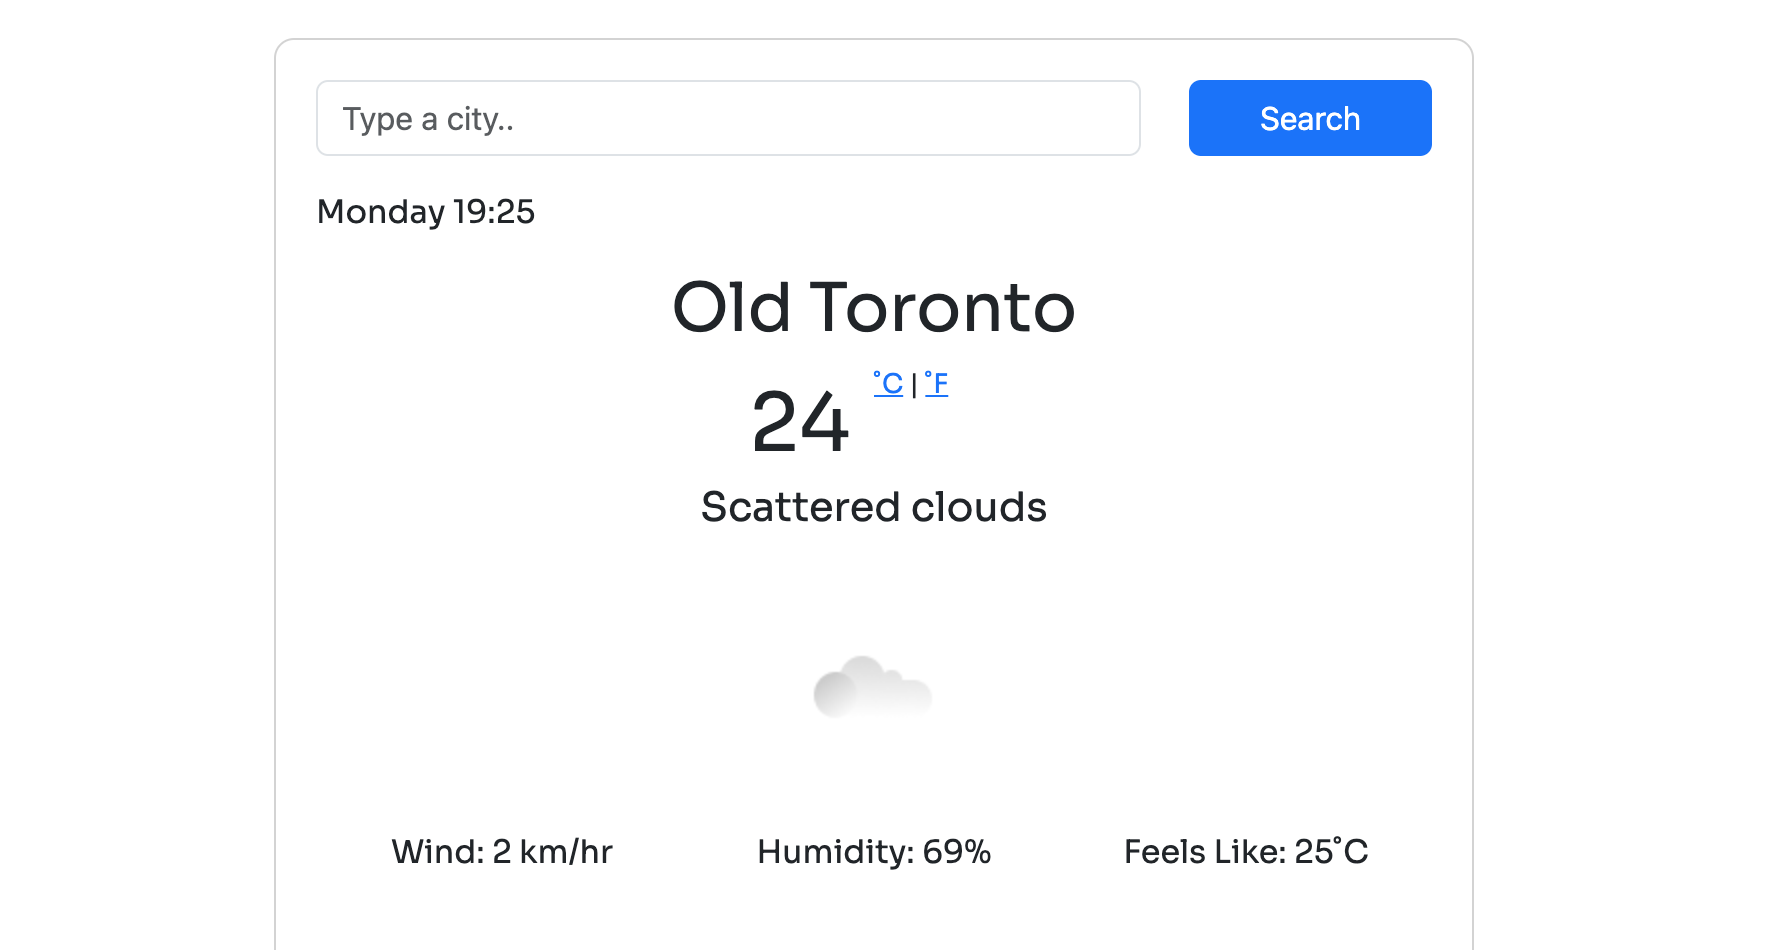 Type a city..
Search
Monday 19:25
Old Toronto
24 °C | °F
Scattered clouds
Wind: 2 km/hr
Humidity: 69%
Feels Like: 25°C